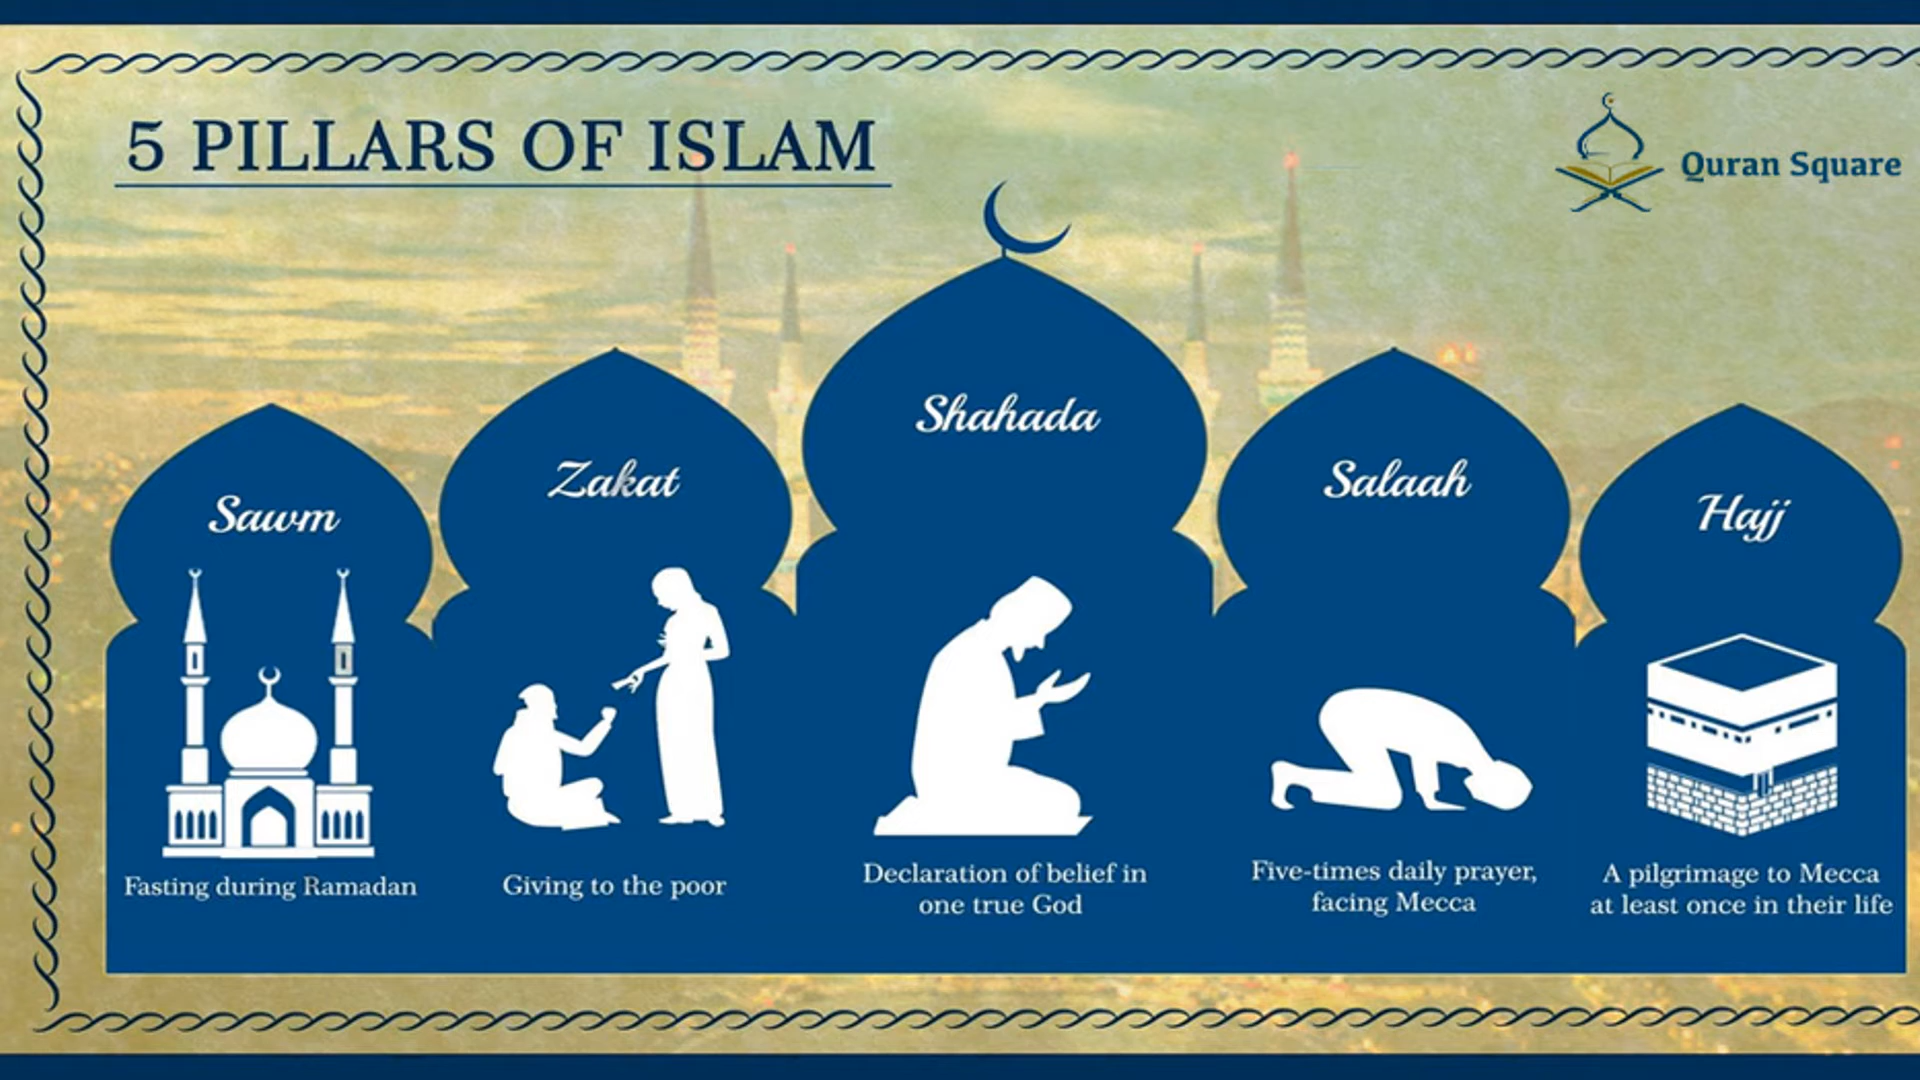 5 PILLARS OF ISLAM
Quran Square
Sawm
Fasting during Ramadan
Zakat
Giving to the poor
Shahada
Declaration of belief in
one true God
Salaah
Five-times daily prayer,
facing Mecca
Hajj
A pilgrimage to Mecca
at least once in their life